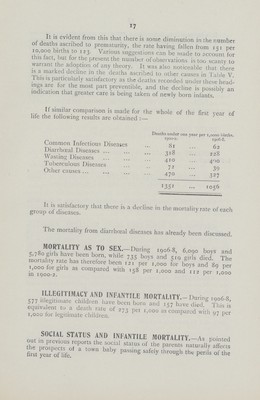 17
It is evident from this that there is some diminution in the number
of deaths ascribed to prematurity, the rate having fallen from 151 per
10,000 births to 123. Various suggestions can be made to account for
this fact, but for the present the number of observations is too scanty to
warrant the adoption of any theory. It was also noticeable that there
is a marked decline in the deaths ascribed to other causes in Table V.
This is particularly satisfactory as the deaths recorded under these head-
ings are for the most part preventible, and the decline is possibly an
indication that greater care is being taken of newly born infants.
If similar comparison is made for the whole of the first year of
life the following results are obtained :—
Deaths under one year per 10,000 births.
Common Infectious Diseases ... 61 ... 62
Diarrhœal Diseases ... 318 ... 228
Wasting Diseases ... 420 ... 400
Tuberculous Diseases ... 72 ... 39
Other causes ... 470 ... 327
1351 ... 1056
It is satisfactory that there is a decline in the mortality rate of each
group of diseases.
The mortality from diarrhœal diseases has already been discussed.
MORTALITY AS TO SEX.—During 1906-8, 6,090 boys and
5,780 girls have been born, while 735 boys and 519 girls died. The
mortality rate has therefore been 121 per 1,000 for boys and 89 per
1,000 for girls as compared with 158 per 1,000 and 112 per 1,000
in 1900-2.
ILLEGITIMACY AND INFANTILE MORTALITY.—During 1906-8,
573 illegitimate children have been born and 157 have died. This is
equivalent to a death rate of 273 per 1,000 as compared with 97 per
1,000 for legitimate children.
SOCIAL STATUS AND INFANTILE MORTALITY.—As pointed
out in previous reports the social status of the parents naturally affects
the prospects of a town baby passing safely through the perils of the
first year of life.